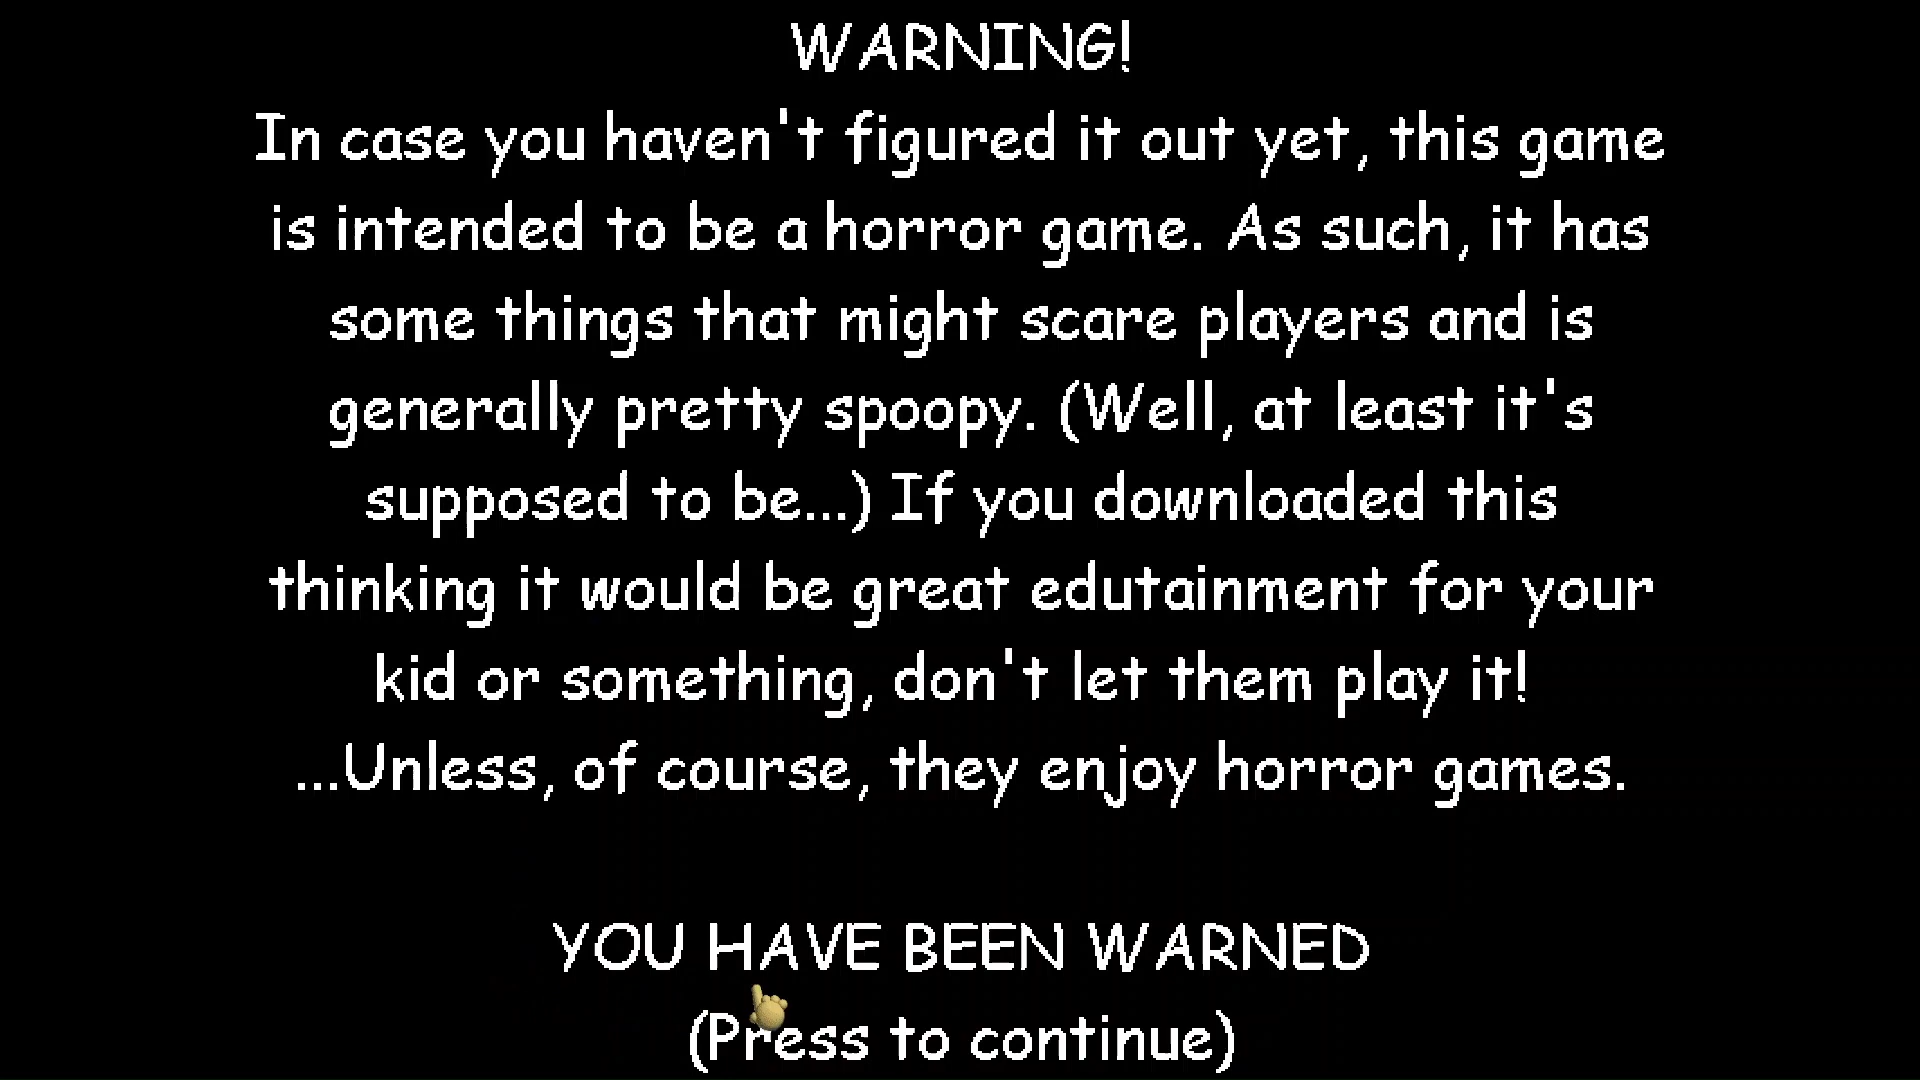 WARNING!
In case you haven't figured it out yet, this game
is intended to be a horror game. As such, it has
some things that might scare players and is
generally pretty spoopy. (Well, at least it's
supposed to be...) If you downloaded this
thinking it would be great edutainment for your
kid or something, don't let them play it!
...Unless, of course, they enjoy horror games.
YOU HAVE BEEN WARNED
(Press to continue)